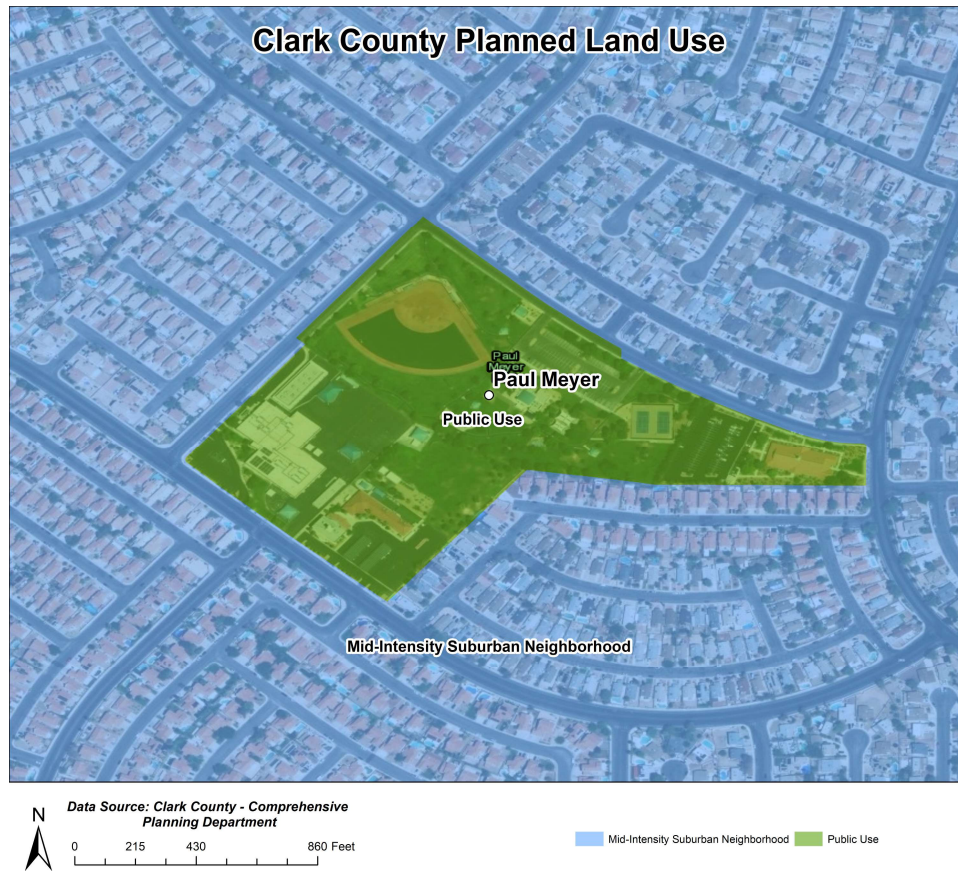 Clark County Planned Land Use
Paul
Meyer
Paul Meyer
Public Use
Mid-Intensity Suburban Neighborhood
N
Data Source: Clark County - Comprehensive
Planning Department
0 215 430 860 Feet
Mid-Intensity Suburban Neighborhood Public Use